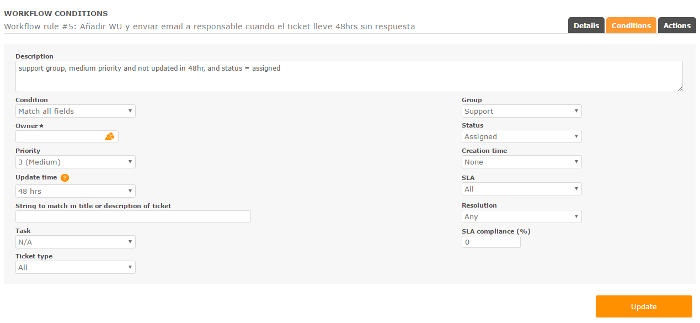 WORKFLOW CONDITIONS
Workflow rule #5: Añadir WU y enviar email a responsable cuando el ticket lleve 48hrs sin respuesta
Details Conditions Actions
Description
support group, medium priority and not updated in 48hr, and status = assigned
Condition Group
Match all fields Support
Owner★ Status
Assigned
Priority Creation time
3 (Medium) None
Update time ? SLA
48 hrs All
String to match in title or description of ticket Resolution
Any
Task SLA compliance (%)
N/A 0
Ticket type
All
Update